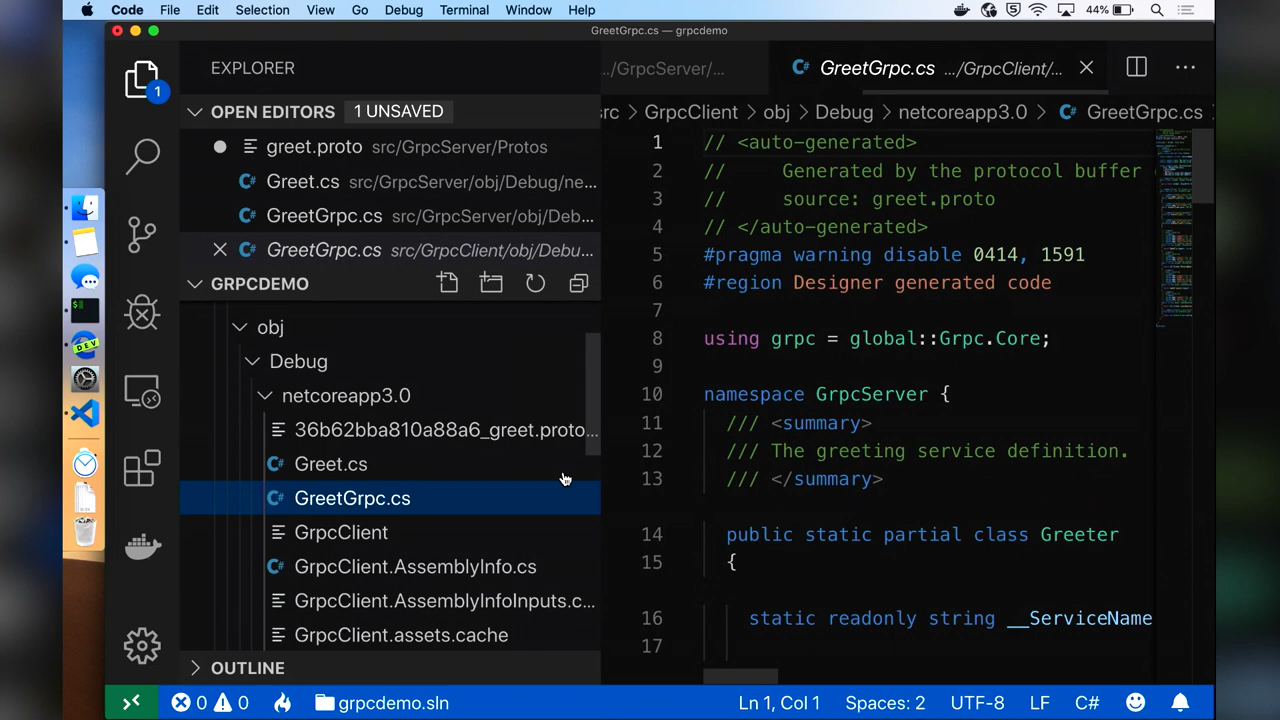 Code File Edit Selection View Go Debug Terminal Window Help 5 44%
GreetGrpc.cs — grpcdemo
EXPLORER
1
OPEN EDITORS 1 UNSAVED
greet.proto src/GrpcServer/Protos
C# Greet.cs src/GrpcServer/obj/Debug/ne...
C# GreetGrpc.cs src/GrpcServer/obj/Deb...
C# GreetGrpc.cs src/GrpcClient/obj/Debu...
GRPCDEMO
obj
Debug
netcoreapp3.0
36b62bba810a88a6_greet.proto...
C# Greet.cs
C# GreetGrpc.cs
GrpcClient
C# GrpcClient.AssemblyInfo.cs
GrpcClient.AssemblyInfoInputs.c...
GrpcClient.assets.cache
OUTLINE
.../GrpcServer/...
C# GreetGrpc.cs .../GrpcClient/...
src GrpcClient obj Debug netcoreapp3.0 C# GreetGrpc.cs
1 // <auto-generated>
2 // Generated by the protocol buffer
3 // source: greet.proto
4 // </auto-generated>
5 #pragma warning disable 0414, 1591
6 #region Designer generated code
7
8 using grpc = global::Grpc.Core;
9
10 namespace GrpcServer {
11 /// <summary>
12 /// The greeting service definition.
13 /// </summary>
14 public static partial class Greeter
15 {
16 static readonly string __ServiceName
17
DEV
0 0 grpcdemo.sln Ln 1, Col 1 Spaces: 2 UTF-8 LF C#